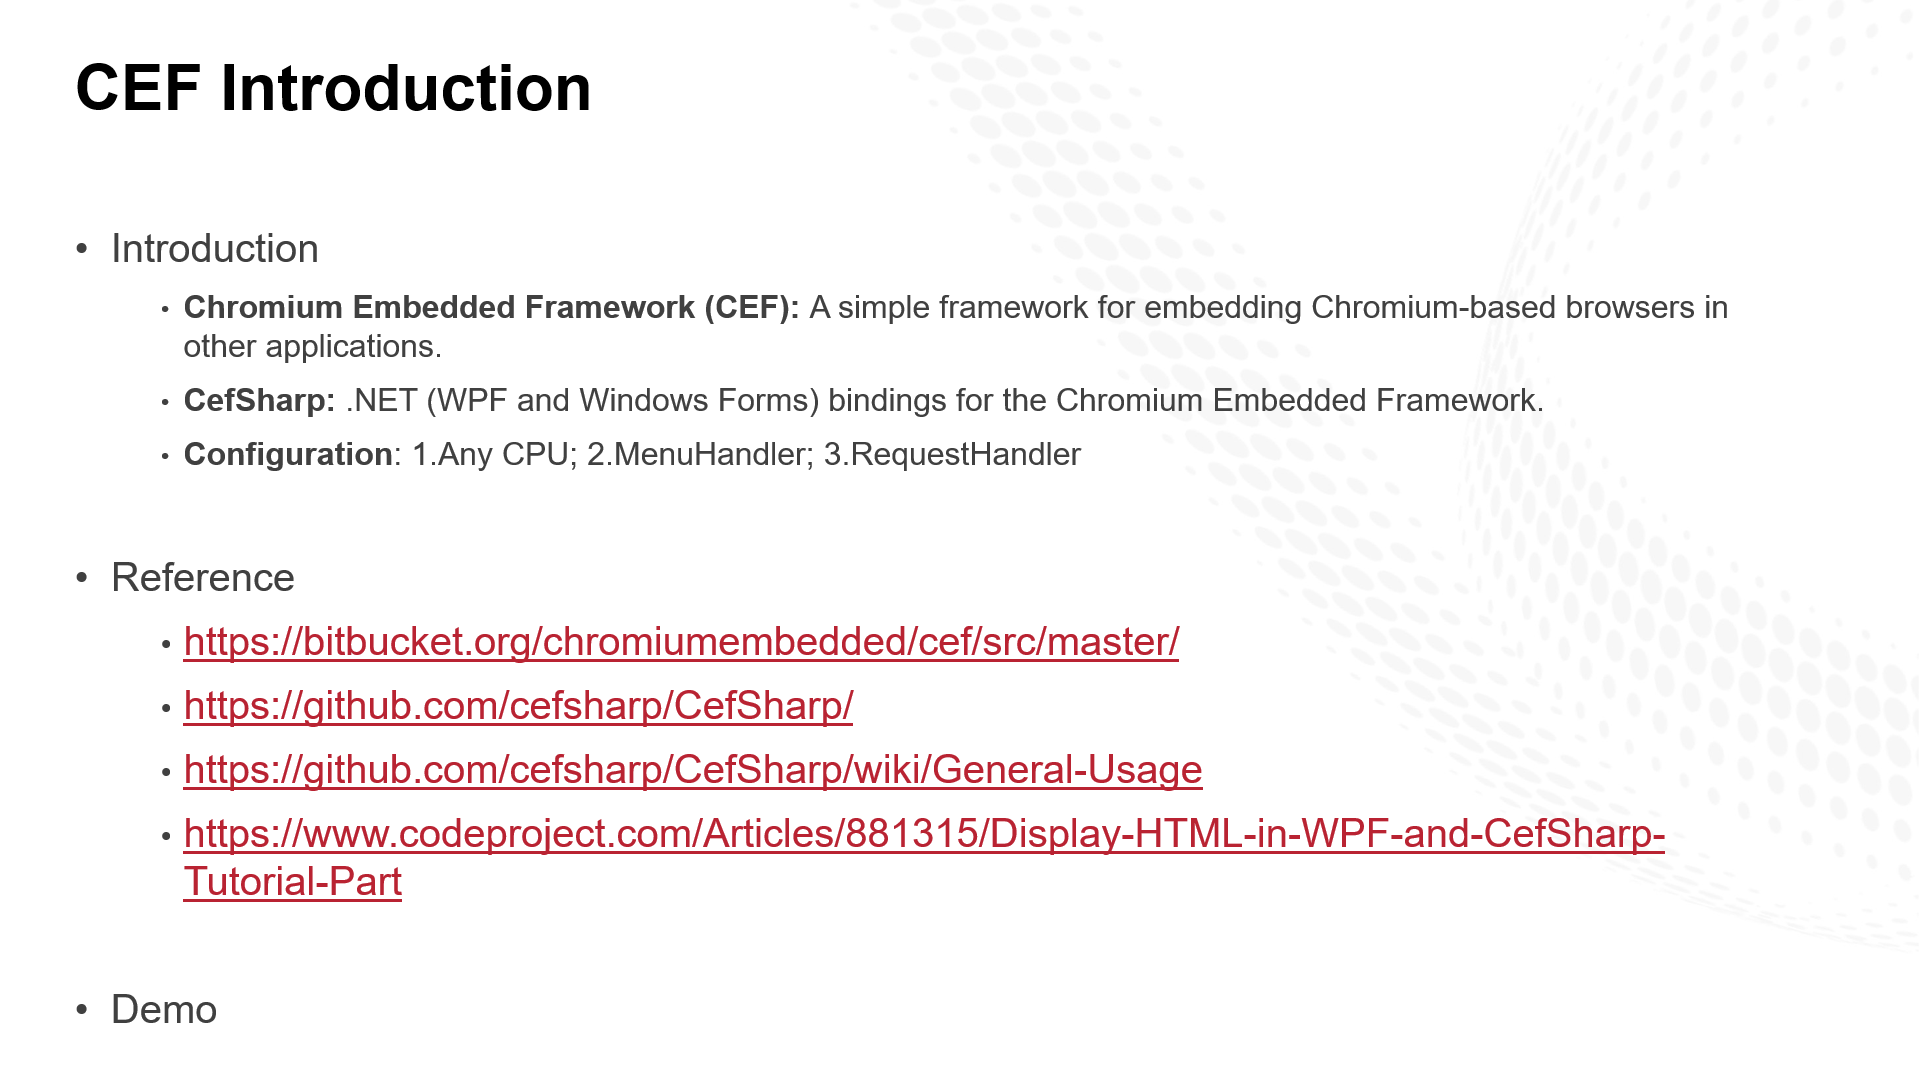 CEF Introduction
• Introduction
• Chromium Embedded Framework (CEF): A simple framework for embedding Chromium-based browsers in
other applications.
• CefSharp: .NET (WPF and Windows Forms) bindings for the Chromium Embedded Framework.
• Configuration: 1.Any CPU; 2.MenuHandler; 3.RequestHandler
• Reference
• https://bitbucket.org/chromiumembedded/cef/src/master/
• https://github.com/cefsharp/CefSharp/
• https://github.com/cefsharp/CefSharp/wiki/General-Usage
• https://www.codeproject.com/Articles/881315/Display-HTML-in-WPF-and-CefSharp-
Tutorial-Part
• Demo